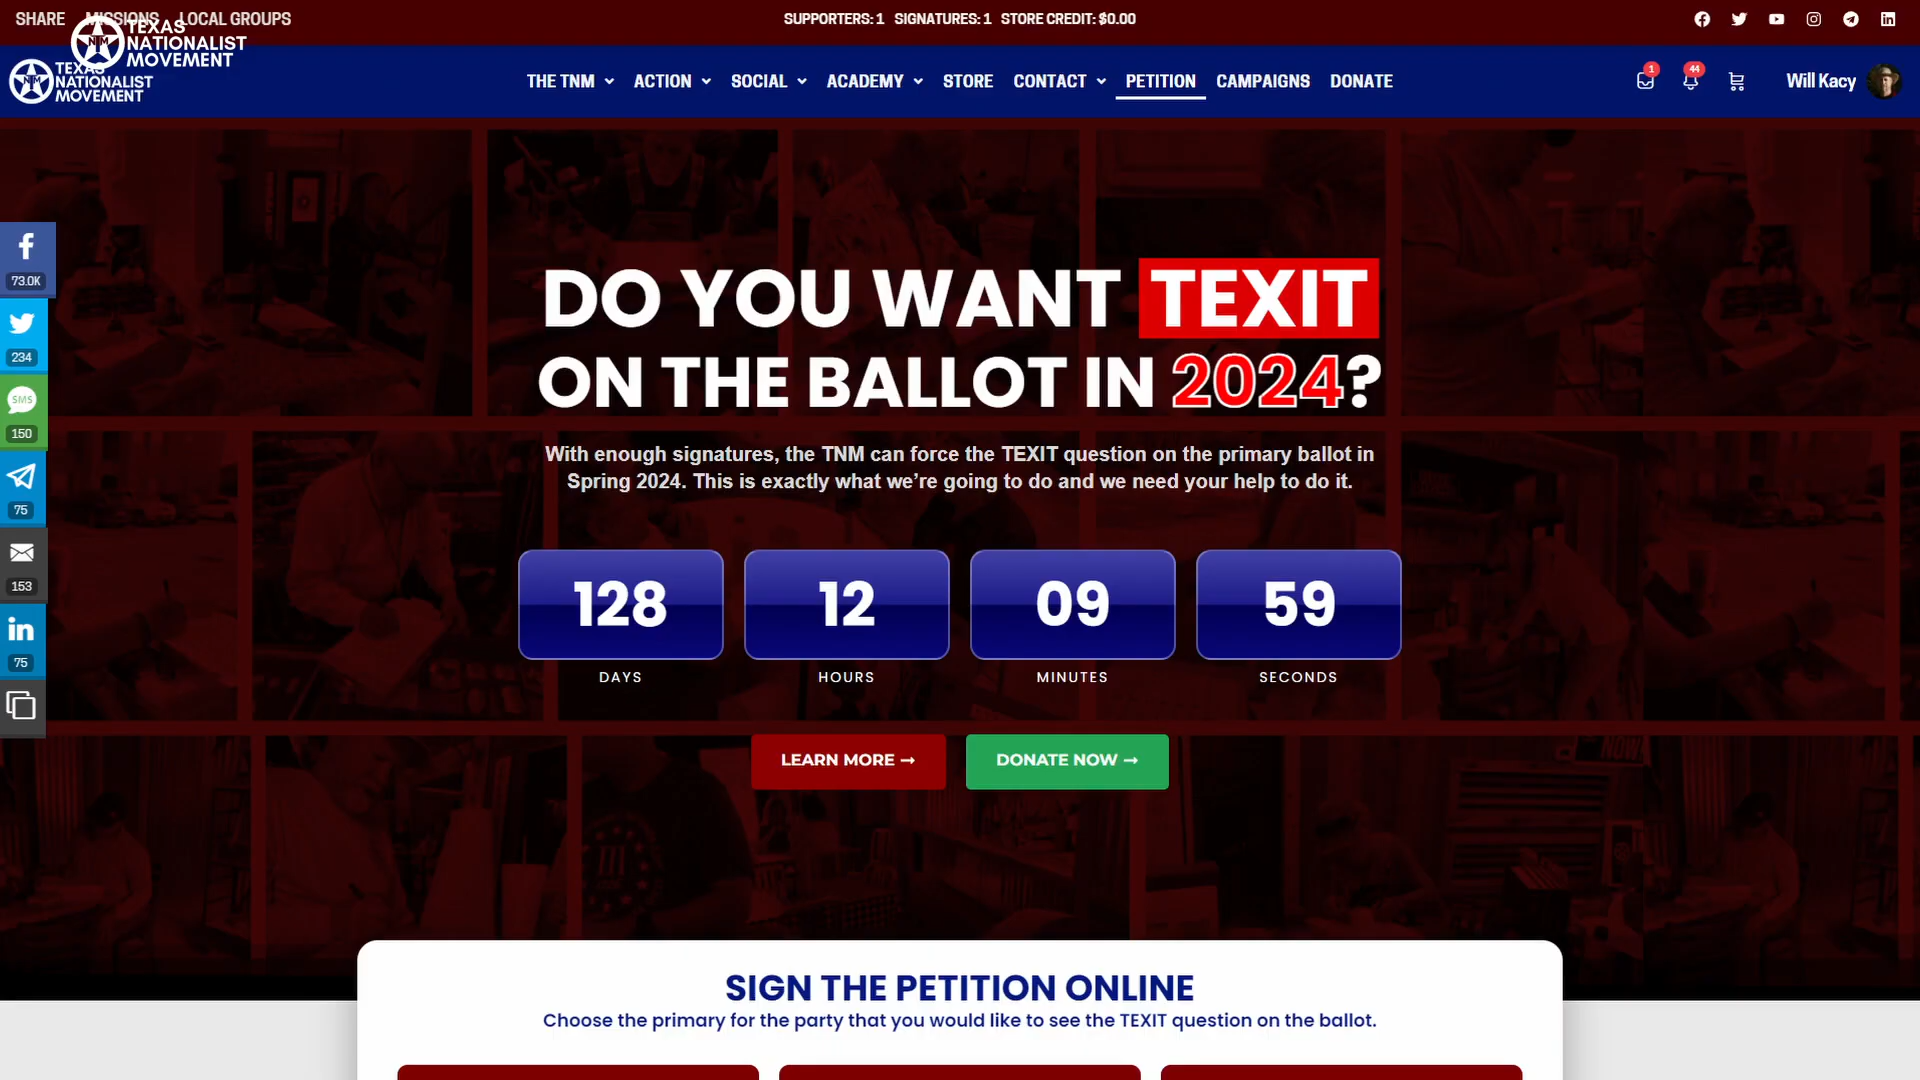 SHARE MISSIONS LOCAL GROUPS
SUPPORTERS: 1 SIGNATURES: 1 STORE CREDIT: $0.00
TEXAS
NATIONALIST
MOVEMENT
TEXAS
NATIONALIST
MOVEMENT
THE TNM ACTION SOCIAL ACADEMY STORE CONTACT PETITION CAMPAIGNS DONATE
1 44
Will Kacy
73.0K
234
SMS
150
75
153
75
DO YOU WANT TEXIT
ON THE BALLOT IN 2024?
With enough signatures, the TNM can force the TEXIT question on the primary ballot in
Spring 2024. This is exactly what we’re going to do and we need your help to do it.
128 12 09 59
DAYS HOURS MINUTES SECONDS
LEARN MORE → DONATE NOW →
SIGN THE PETITION ONLINE
Choose the primary for the party that you would like to see the TEXIT question on the ballot.